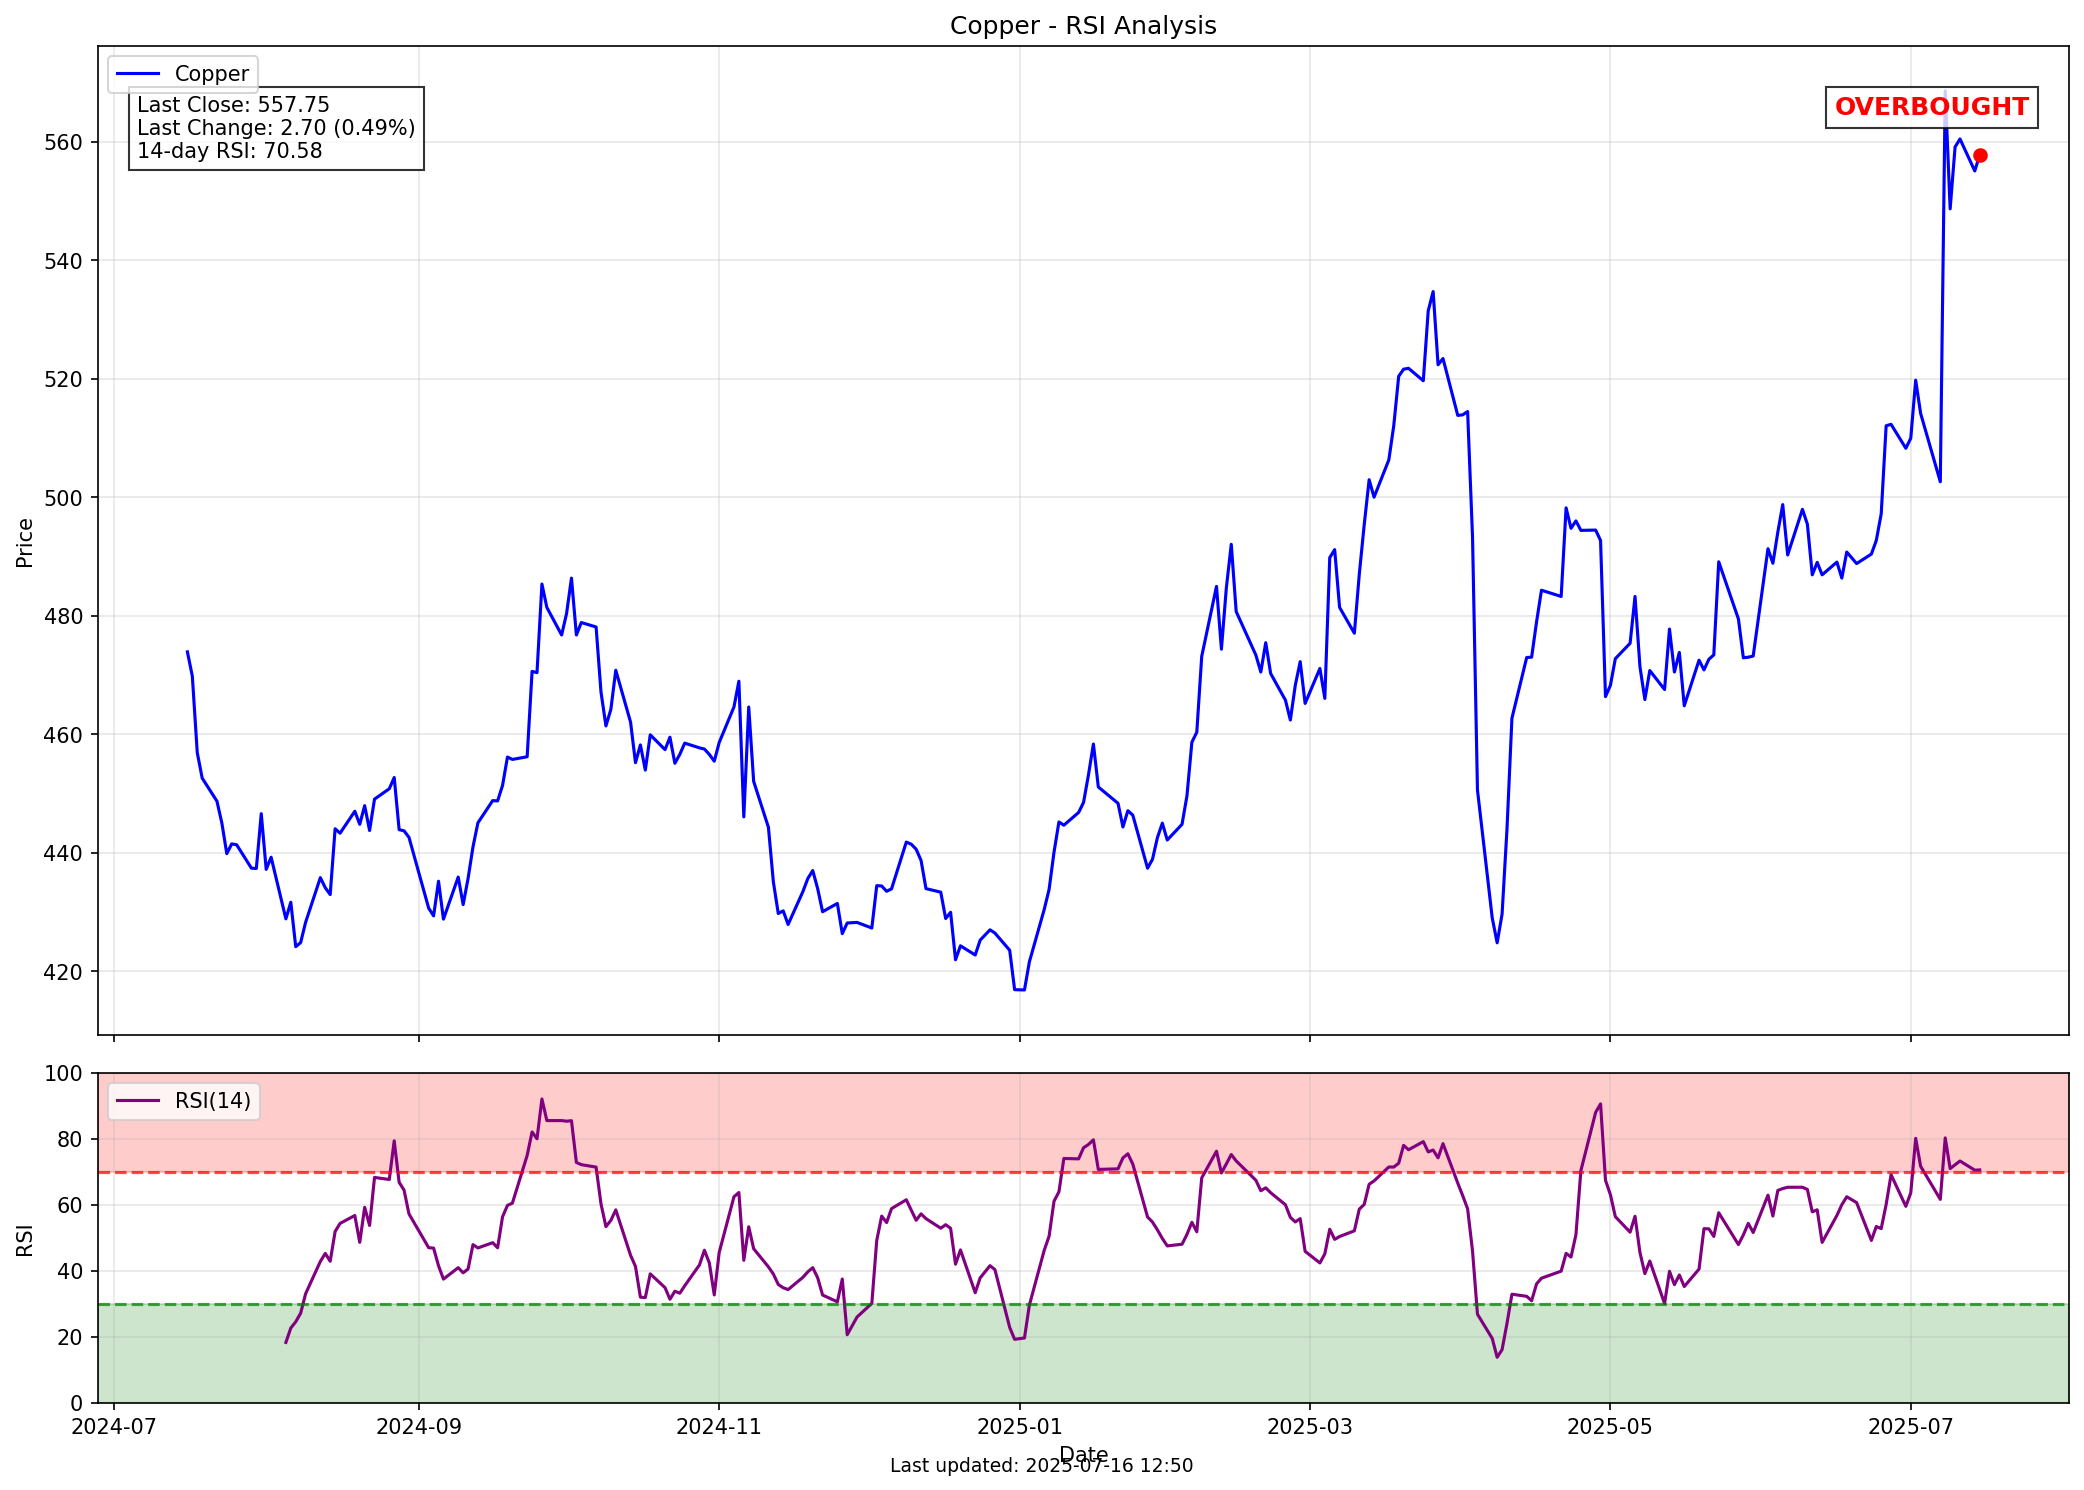 Copper - RSI Analysis
Copper
Last Close: 557.75
Last Change: 2.70 (0.49%)
14-day RSI: 70.58
OVERBOUGHT
Price
560
540
520
500
480
460
440
420
RSI(14)
RSI
100
80
60
40
20
0
2024-07 2024-09 2024-11 2025-01 2025-03 2025-05 2025-07
Date
Last updated: 2025-07-16 12:50